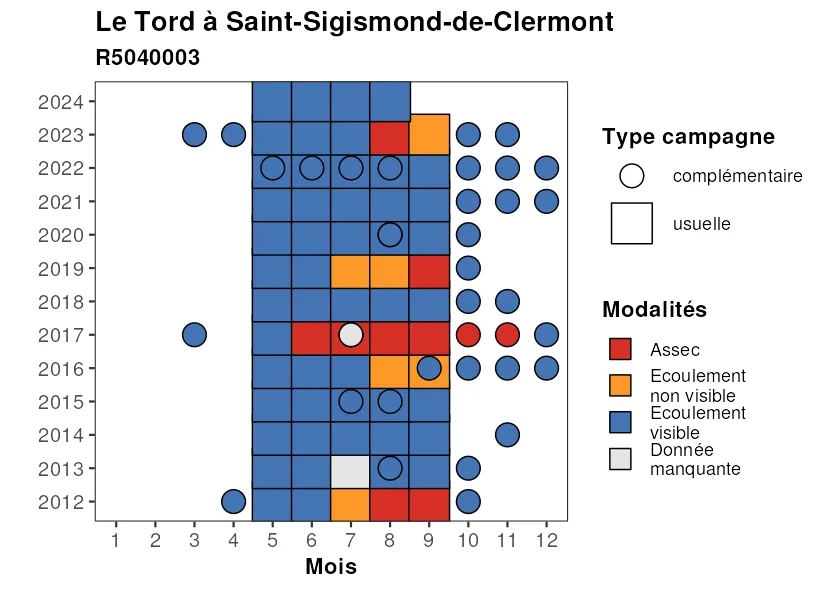 Le Tord à Saint-Sigismond-de-Clermont
R5040003
2024
2023
2022
2021
2020
2019
2018
2017
2016
2015
2014
2013
2012
1 2 3 4 5 6 7 8 9 10 11 12
Mois
Type campagne
complémentaire
usuelle
Modalités
Assec
Ecoulement
non visible
Ecoulement
visible
Donnée
manquante